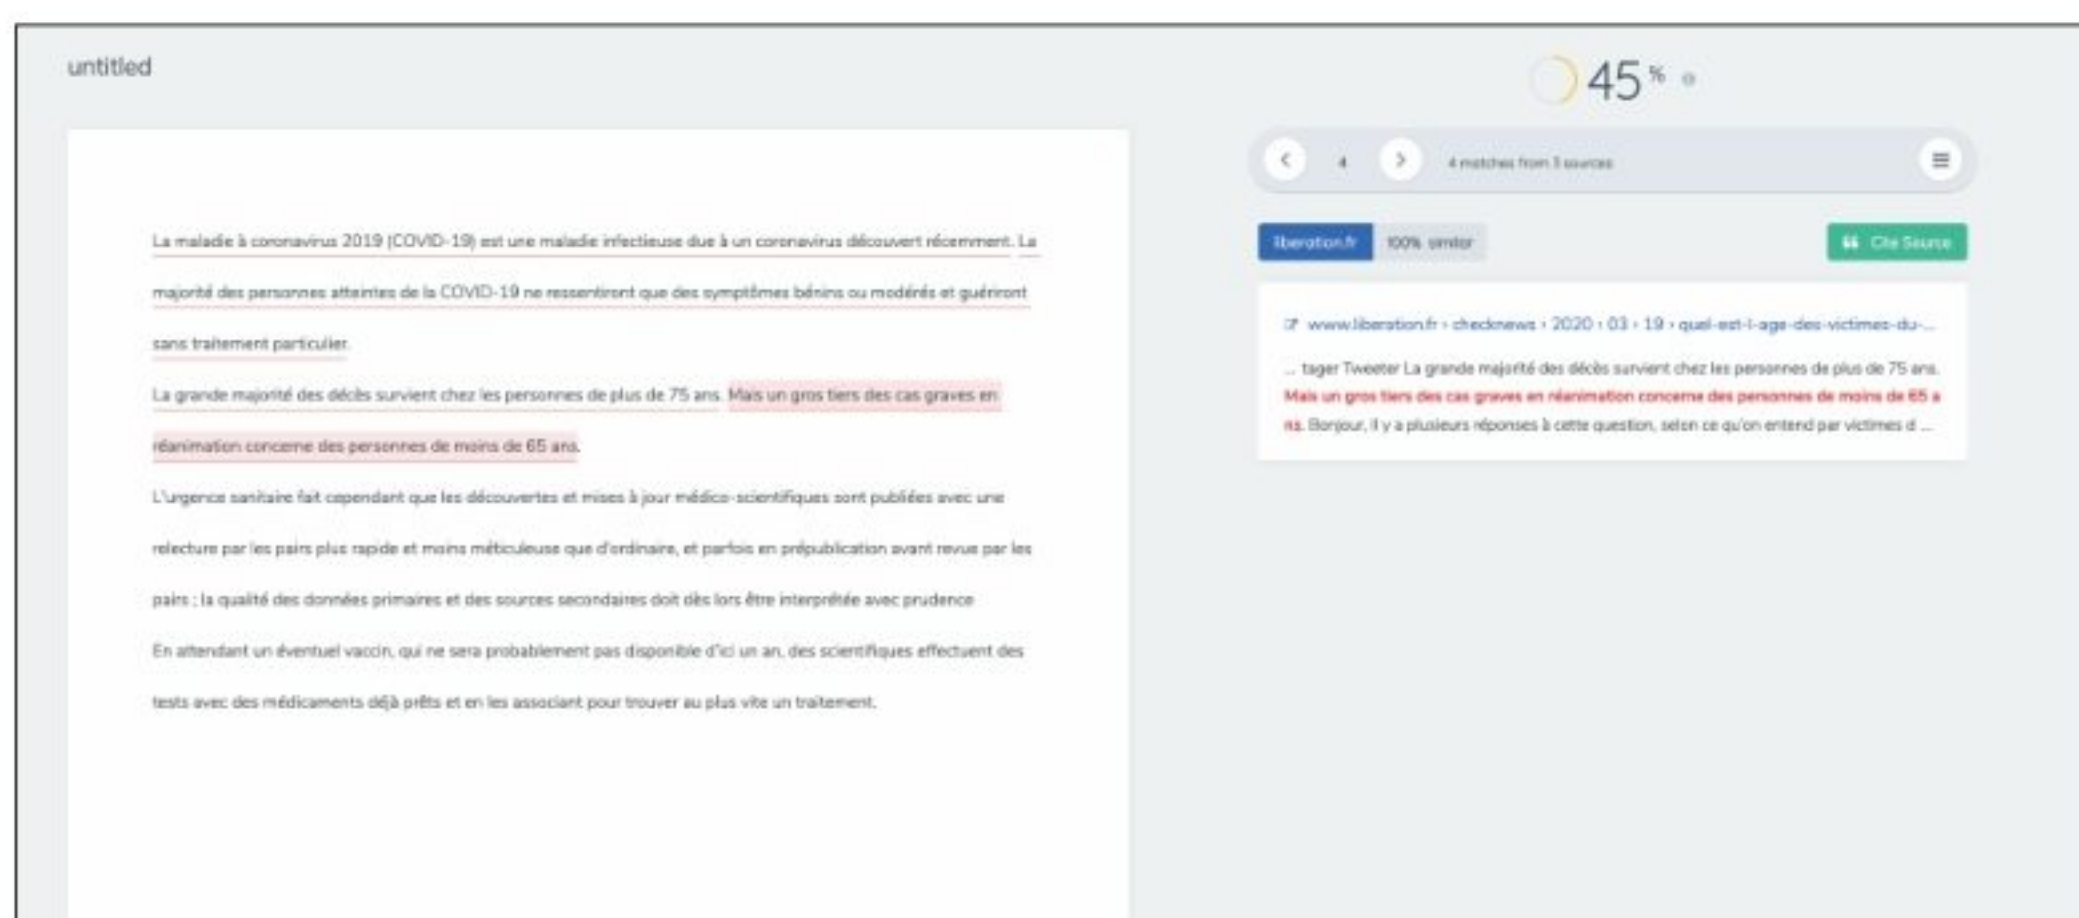 untitled
45 %
La maladie à coronavirus 2019 (COVID-19) est une maladie infectieuse due à un coronavirus découvert récemment. La
majorité des personnes atteintes de la COVID-19 ne ressentiront que des symptômes bénins ou modérés et guériront
sans traitement particulier.
La grande majorité des décès survient chez les personnes de plus de 75 ans. Mais un gros tiers des cas graves en
réanimation concerne des personnes de moins de 65 ans.
L'urgence sanitaire fait cependant que les découvertes et mises à jour médico-scientifiques sont publiées avec une
relecture par les pairs plus rapide et moins méticuleuse que d'ordinaire, et parfois en prépublication avant revue par les
pairs ; la qualité des données primaires et des sources secondaires doit dès lors être interprétée avec prudence
En attendant un éventuel vaccin, qui ne sera probablement pas disponible d'ici un an, des scientifiques effectuent des
tests avec des médicaments déjà prêts et en les associant pour trouver au plus vite un traitement.
4
4 matches from 3 sources
liberation.fr 100% similar
Cite Source
www.liberation.fr › checknews › 2020 › 03 › 19 › quel-est-l-age-des-victimes-du-...
... tager Tweeter La grande majorité des décès survient chez les personnes de plus de 75 ans.
Mais un gros tiers des cas graves en réanimation concerne des personnes de moins de 65 a
ns. Bonjour, Il y a plusieurs réponses à cette question, selon ce qu'on entend par victimes d ...